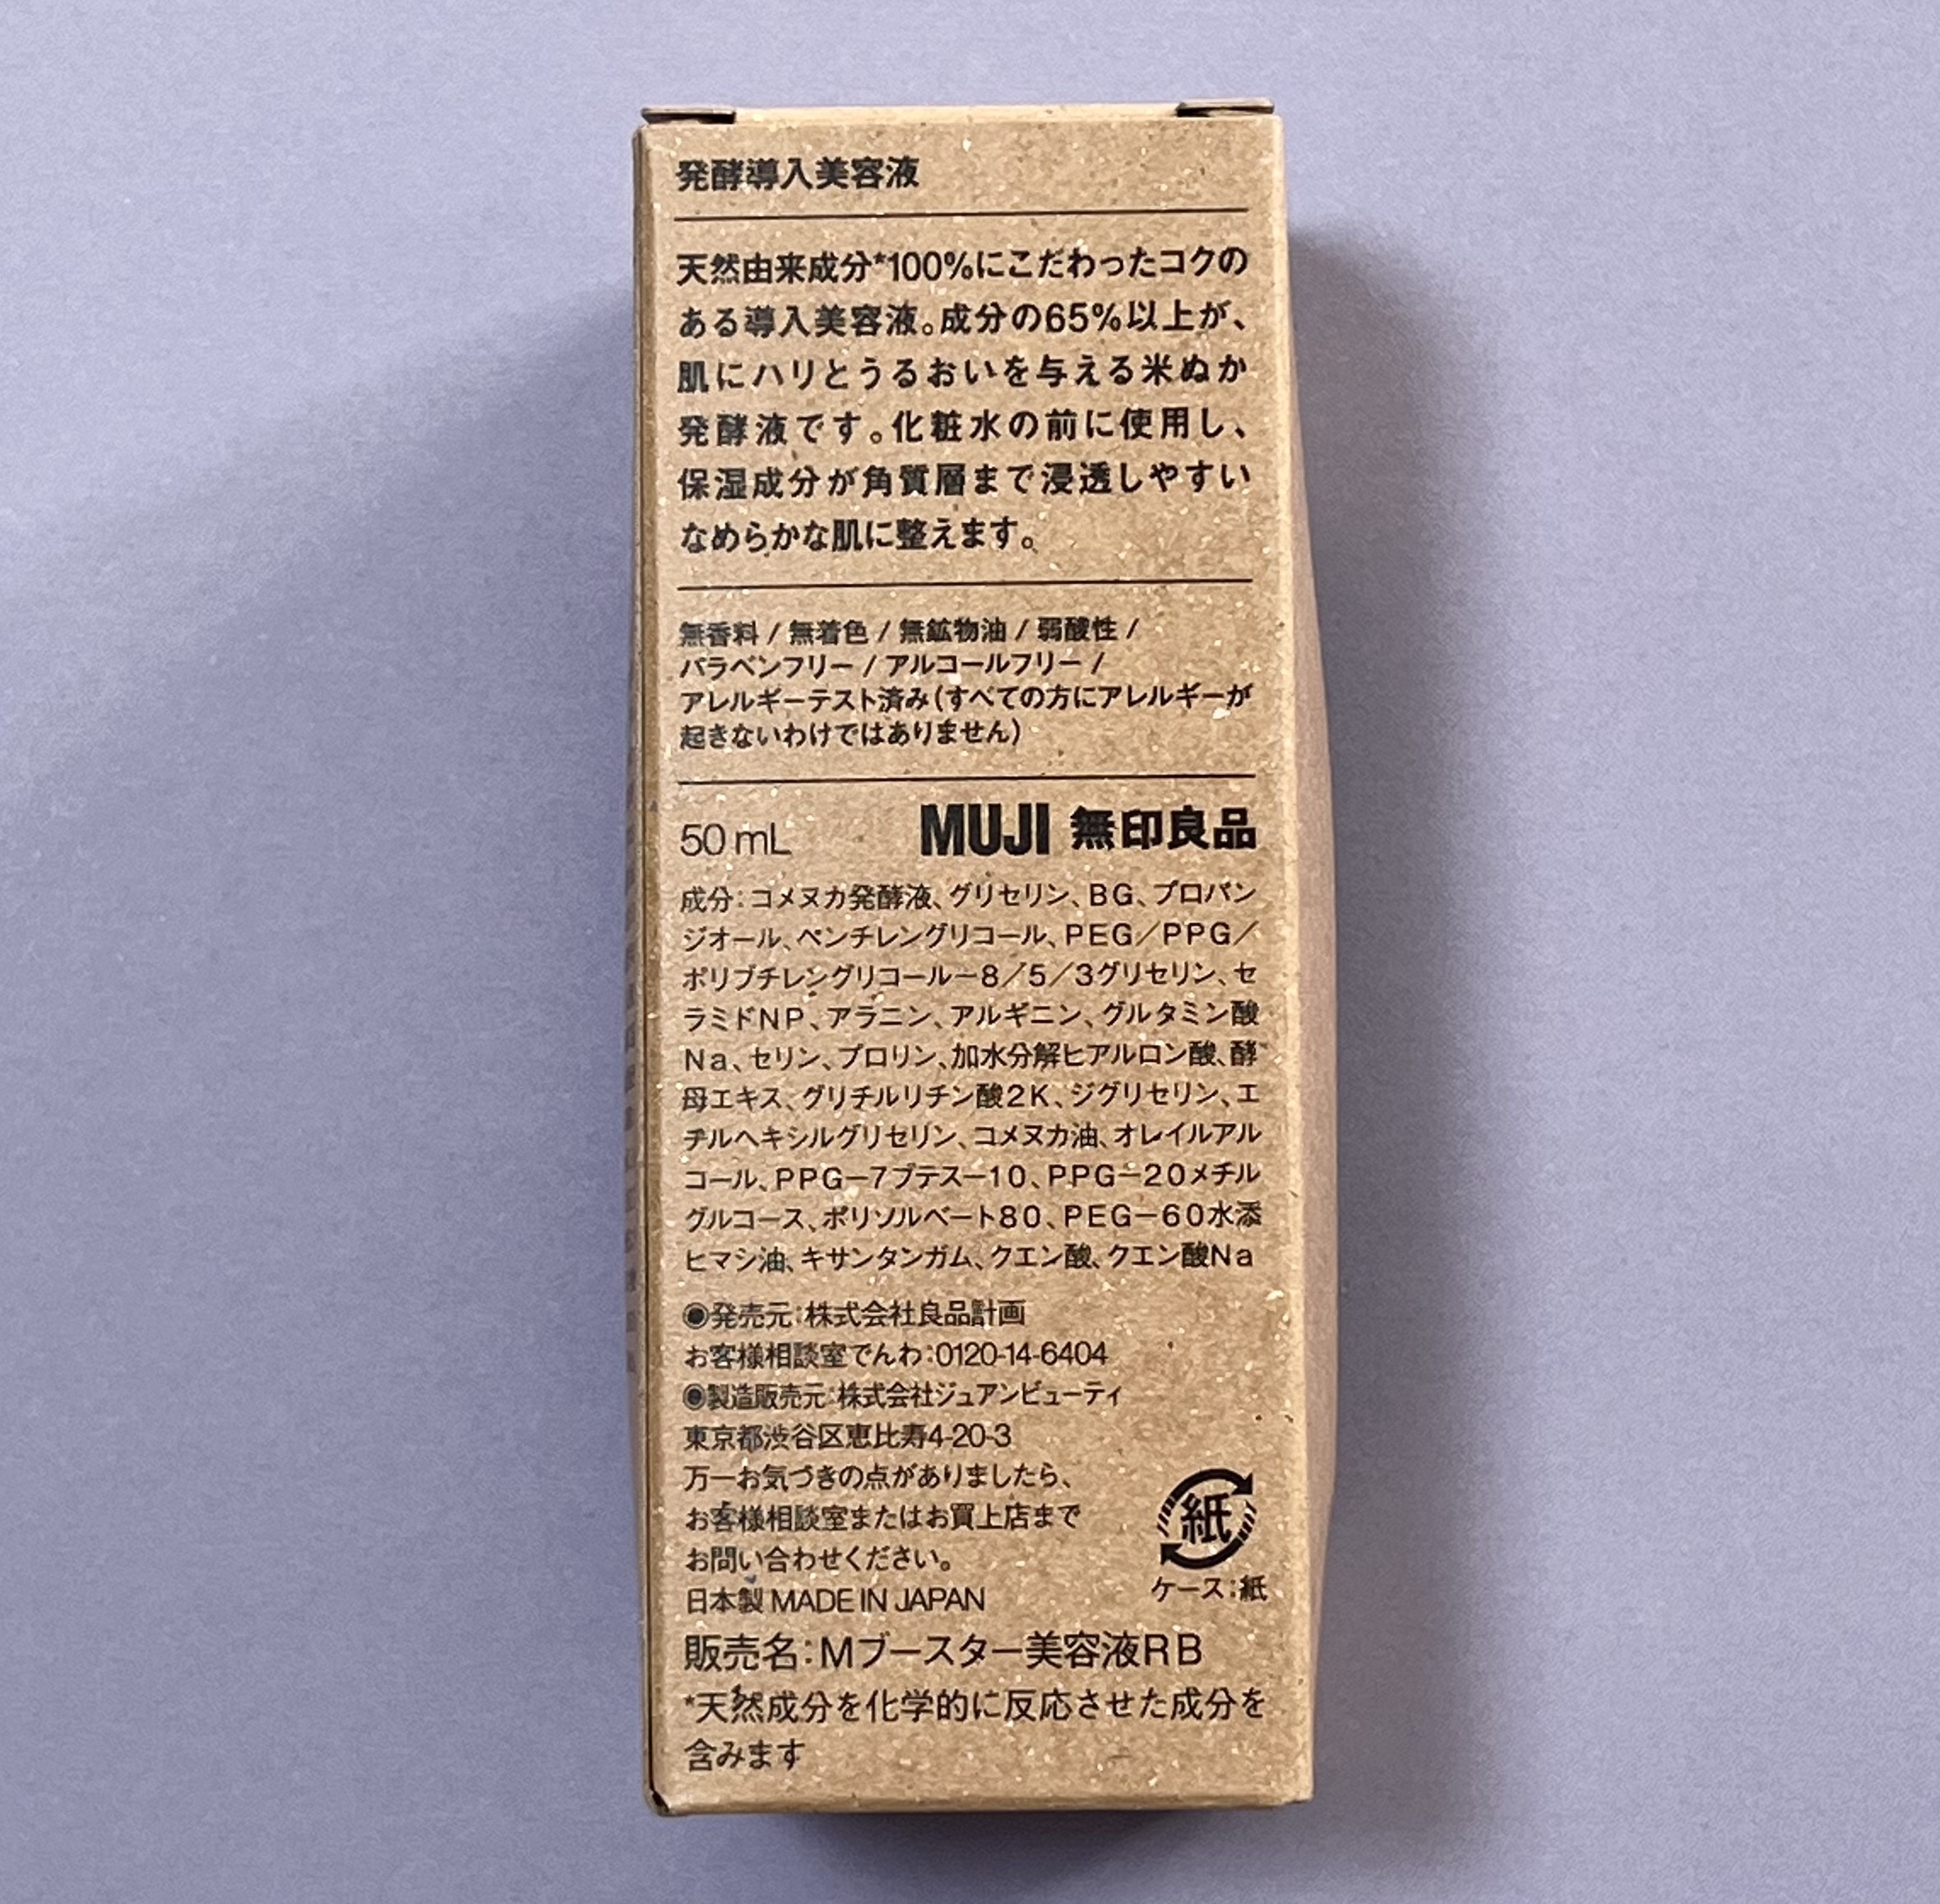 発酵導入美容液
天然由来成分*100%にこだわったコクの
ある導入美容液。成分の65%以上が、
肌にハリとうるおいを与える米ぬか
発酵液です。化粧水の前に使用し、
保湿成分が角質層まで浸透しやすい
なめらかな肌に整えます。
無香料 / 無着色 / 無鉱物油 / 弱酸性 /
パラベンフリー / アルコールフリー /
アレルギーテスト済み(すべての方にアレルギーが
起きないわけではありません)
50 mL MUJI 無印良品
成分：コメヌカ発酵液、グリセリン、BG、プロパン
ジオール、ペンチレングリコール、PEG／PPG／
ポリブチレングリコール－8／5／3グリセリン、セ
ラミドNP、アラニン、アルギニン、グルタミン酸
Na、セリン、プロリン、加水分解ヒアルロン酸、酵
母エキス、グリチルリチン酸2K、ジグリセリン、エ
チルヘキシルグリセリン、コメヌカ油、オレイルアル
コール、PPG－7ブテス－10、PPG－20メチル
グルコース、ポリソルベート80、PEG－60水添
ヒマシ油、キサンタンガム、クエン酸、クエン酸Na
◉発売元：株式会社良品計画
お客様相談室でんわ：0120-14-6404
◉製造販売元：株式会社ジュアンビューティ
東京都渋谷区恵比寿4-20-3
万一お気づきの点がありましたら、
お客様相談室またはお買上店まで
お問い合わせください。
日本製 MADE IN JAPAN
紙
ケース：紙
販売名：Mブースター美容液RB
*天然成分を化学的に反応させた成分を
含みます